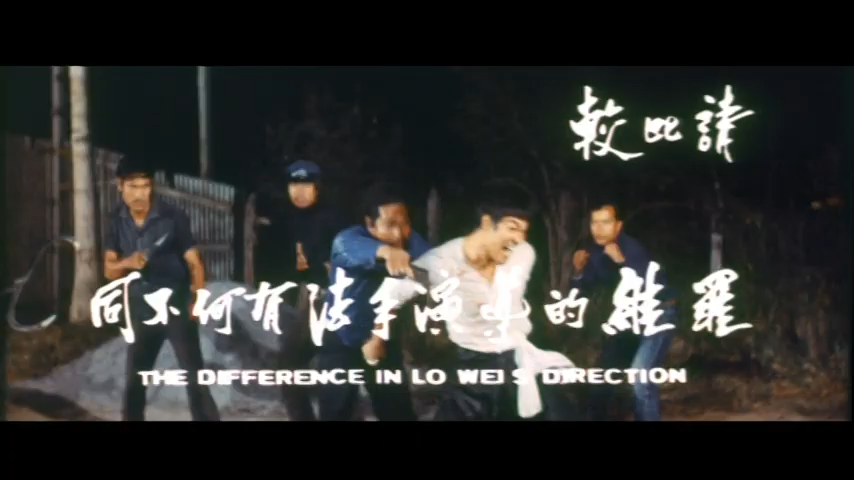 請比較
羅維的導演手法有何不同
THE DIFFERENCE IN LO WEI'S DIRECTION